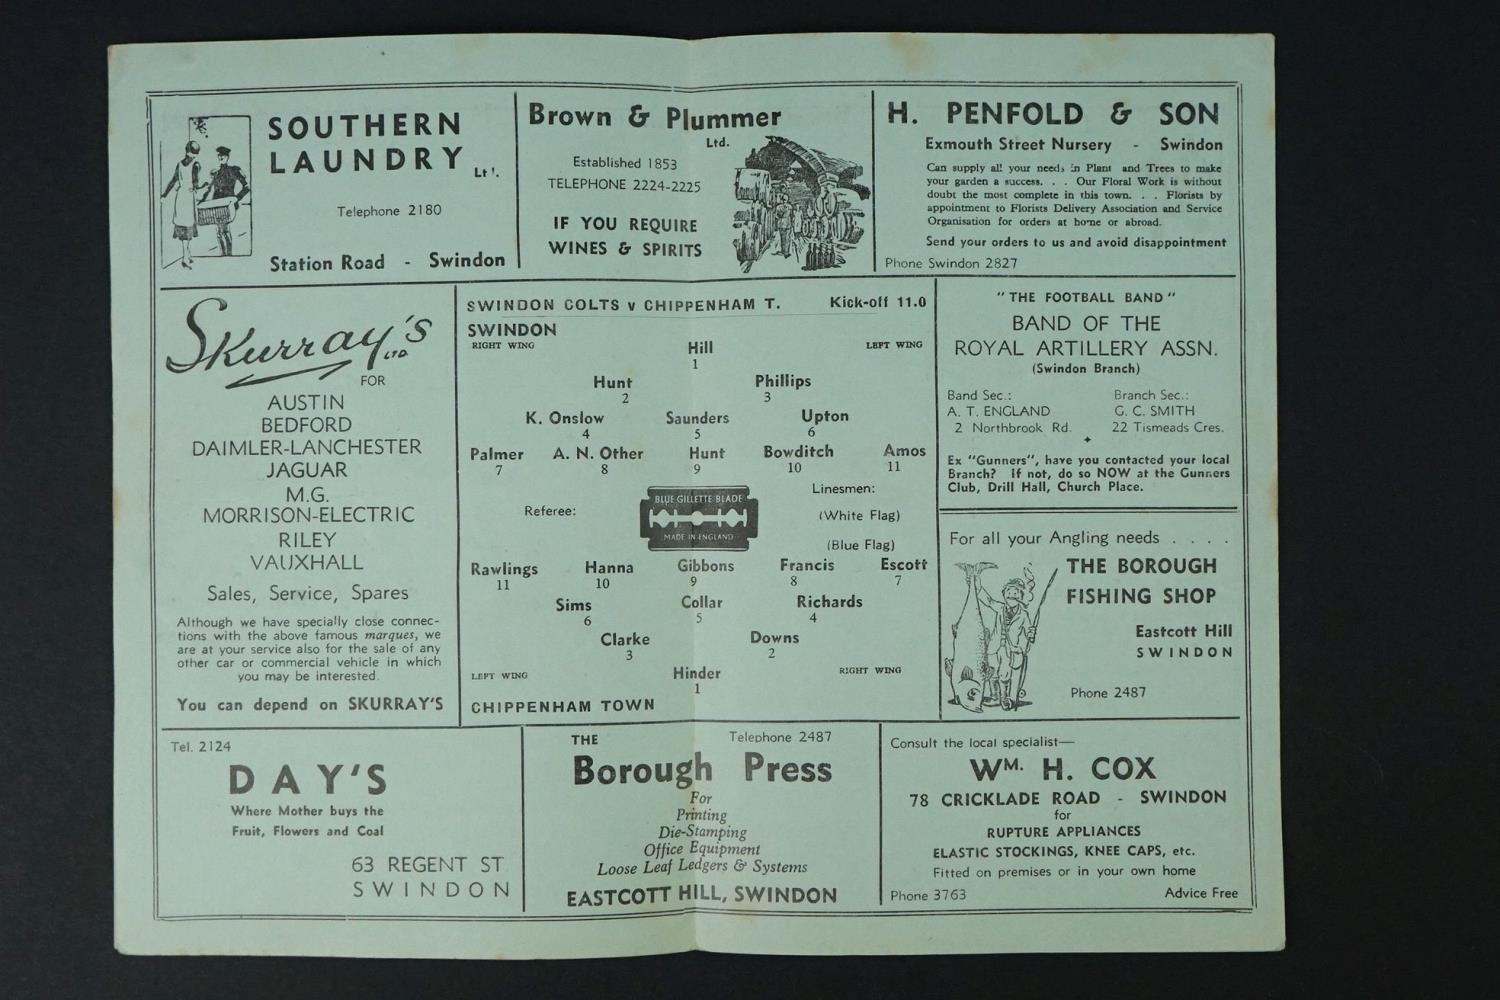 SOUTHERN
LAUNDRY Lt'.
Telephone 2180
Station Road - Swindon
Brown & Plummer
Ltd.
Established 1853
TELEPHONE 2224-2225
IF YOU REQUIRE
WINES & SPIRITS
H. PENFOLD & SON
Exmouth Street Nursery - Swindon
Can supply all your needs in Plant and Trees to make
your garden a success. . . Our Floral Work is without
doubt the most complete in this town. . . Florists by
appointment to Florists Delivery Association and Service
Organisation for orders at home or abroad.
Send your orders to us and avoid disappointment
Phone Swindon 2827
Skurray's
LTD
FOR
AUSTIN
BEDFORD
DAIMLER-LANCHESTER
JAGUAR
M.G.
MORRISON-ELECTRIC
RILEY
VAUXHALL
Sales, Service, Spares
Although we have specially close connec-
tions with the above famous marques, we
are at your service also for the sale of any
other car or commercial vehicle in which
you may be interested.
You can depend on SKURRAY'S
SWINDON COLTS v CHIPPENHAM T. Kick-off 11.0
SWINDON
RIGHT WING LEFT WING
Hill
1
Hunt Phillips
2 3
K. Onslow Saunders Upton
4 5 6
Palmer A. N. Other Hunt Bowditch Amos
7 8 9 10 11
Linesmen:
BLUE GILLETTE BLADE
MADE IN ENGLAND
Referee:
(White Flag)
(Blue Flag)
Rawlings Hanna Gibbons Francis Escott
11 10 9 8 7
Sims Collar Richards
6 5 4
Clarke Downs
3 2
LEFT WING Hinder RIGHT WING
1
CHIPPENHAM TOWN
"THE FOOTBALL BAND"
BAND OF THE
ROYAL ARTILLERY ASSN.
(Swindon Branch)
Band Sec.: Branch Sec.:
A. T. ENGLAND G. C. SMITH
2 Northbrook Rd. 22 Tismeads Cres.
Ex "Gunners", have you contacted your local
Branch? If not, do so NOW at the Gunners
Club, Drill Hall, Church Place.
For all your Angling needs . . . .
THE BOROUGH
FISHING SHOP
Eastcott Hill
SWINDON
Phone 2487
Tel. 2124
DAY'S
Where Mother buys the
Fruit, Flowers and Coal
63 REGENT ST.
SWINDON
THE Telephone 2487
Borough Press
For
Printing
Die-Stamping
Office Equipment
Loose Leaf Ledgers & Systems
EASTCOTT HILL, SWINDON
Consult the local specialist—
WM. H. COX
78 CRICKLADE ROAD - SWINDON
for
RUPTURE APPLIANCES
ELASTIC STOCKINGS, KNEE CAPS, etc.
Fitted on premises or in your own home
Phone 3763 Advice Free